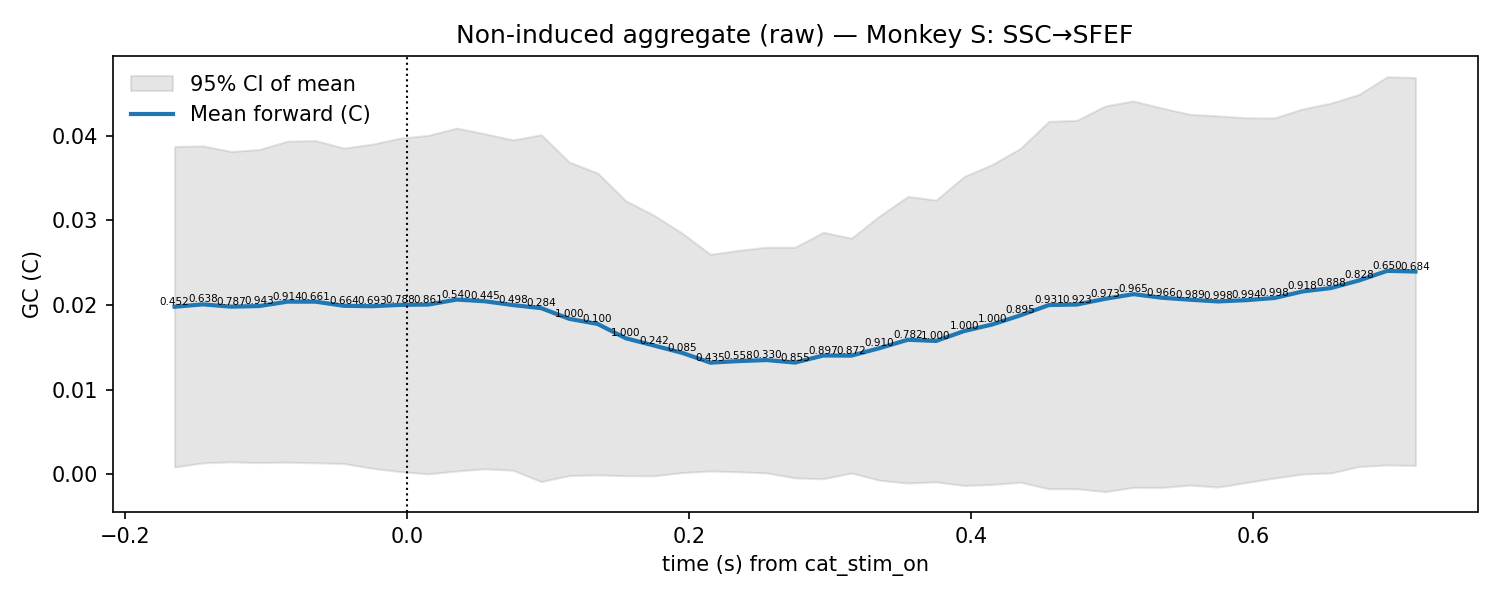 Non-induced aggregate (raw) — Monkey S: SSC→SFEF
95% CI of mean
Mean forward (C)
GC (C)
0.04
0.03
0.02
0.01
0.00
0.452 0.638 0.787 0.943 0.914 0.661 0.664 0.693 0.788 0.861 0.540 0.445 0.498 0.284 1.000 0.100 1.000 0.242 0.085 0.435 0.558 0.330 0.855 0.897 0.872 0.910 0.782 1.000 1.000 1.000 0.895 0.931 0.923 0.973 0.965 0.966 0.989 0.998 0.994 0.998 0.918 0.888 0.828 0.650 0.684
−0.2 0.0 0.2 0.4 0.6
time (s) from cat_stim_on